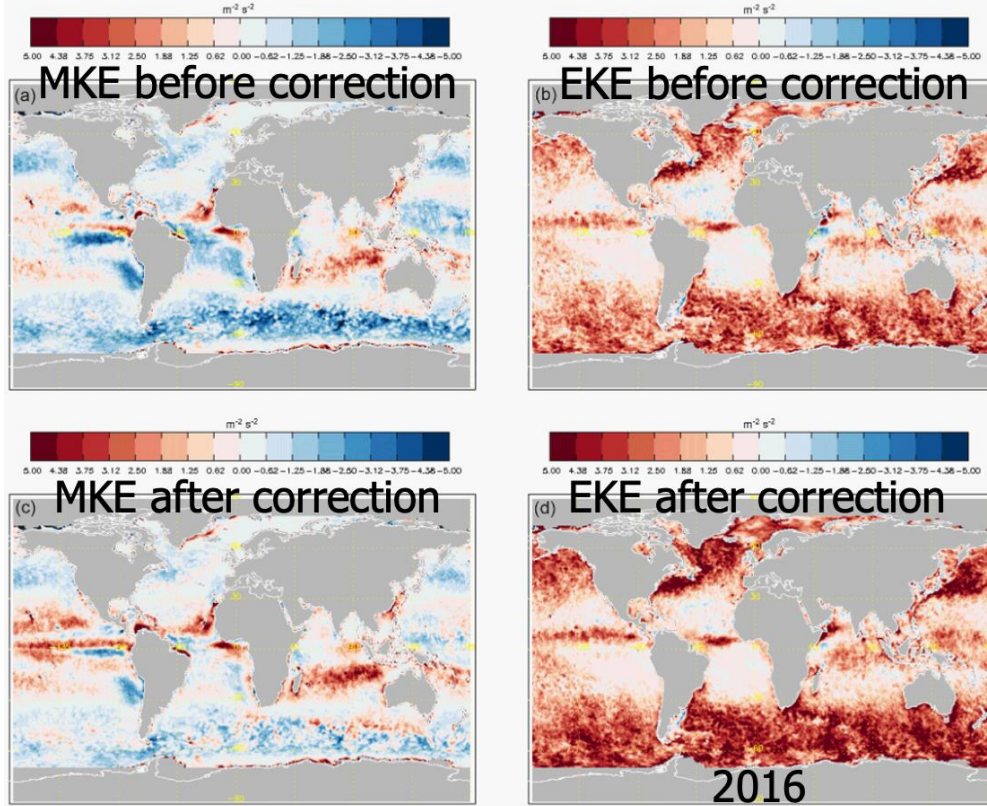 m⁻² s⁻²
5.00 4.38 3.75 3.12 2.50 1.88 1.25 0.62 0.00 -0.62 -1.25 -1.88 -2.50 -3.12 -3.75 -4.38 -5.00
(a) MKE before correction
30
-90
m⁻² s⁻²
5.00 4.38 3.75 3.12 2.50 1.88 1.25 0.62 0.00 -0.62 -1.25 -1.88 -2.50 -3.12 -3.75 -4.38 -5.00
(b) EKE before correction
30
-90
m⁻² s⁻²
5.00 4.38 3.75 3.12 2.50 1.88 1.25 0.62 0.00 -0.62 -1.25 -1.88 -2.50 -3.12 -3.75 -4.38 -5.00
(c) MKE after correction
30
-90
m⁻² s⁻²
5.00 4.38 3.75 3.12 2.50 1.88 1.25 0.62 0.00 -0.62 -1.25 -1.88 -2.50 -3.12 -3.75 -4.38 -5.00
(d) EKE after correction
30
-60
2016